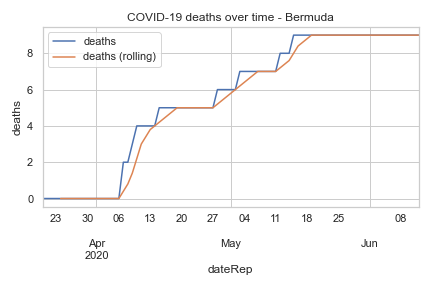 COVID-19 deaths over time - Bermuda
deaths
deaths (rolling)
8
6
4
2
0
deaths
23 30 06 13 20 27 04 11 18 25 08
Apr May Jun
2020
dateRep